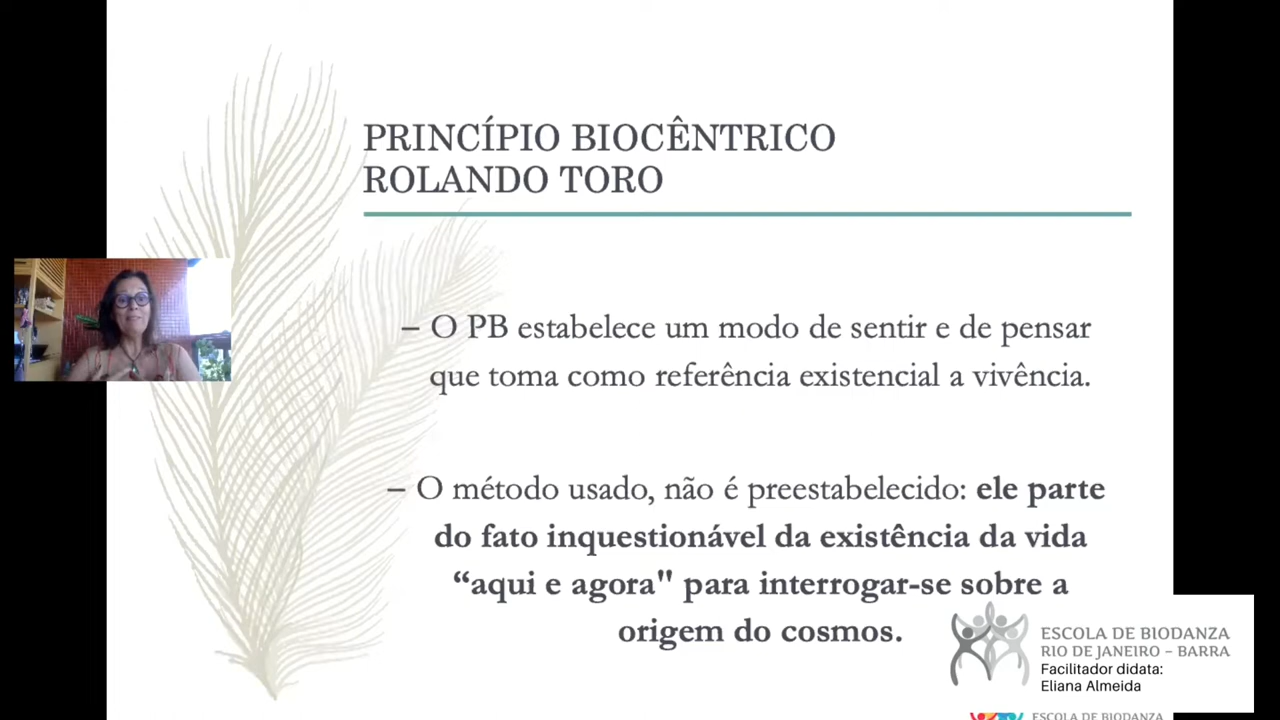 PRINCÍPIO BIOCÊNTRICO
ROLANDO TORO
– O PB estabelece um modo de sentir e de pensar
que toma como referência existencial a vivência.
– O método usado, não é preestabelecido: ele parte
do fato inquestionável da existência da vida
“aqui e agora" para interrogar-se sobre a
origem do cosmos.
ESCOLA DE BIODANZA
RIO DE JANEIRO – BARRA
Facilitador didata:
Eliana Almeida
ESCOLA DE BIODANZA